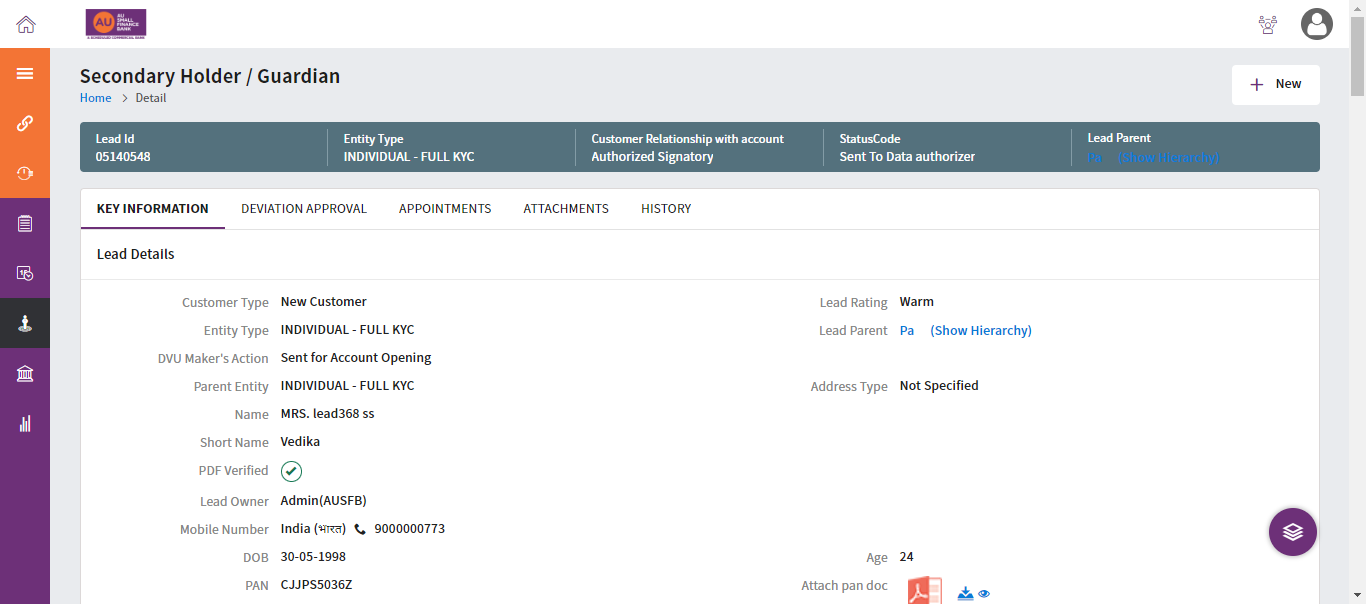 AU
AU
SMALL
FINANCE
BANK
A SCHEDULED COMMERCIAL BANK
Secondary Holder / Guardian
Home > Detail
+ New
Lead Id
05140548
Entity Type
INDIVIDUAL - FULL KYC
Customer Relationship with account
Authorized Signatory
StatusCode
Sent To Data authorizer
Lead Parent
Pa (Show Hierarchy)
KEY INFORMATION DEVIATION APPROVAL APPOINTMENTS ATTACHMENTS HISTORY
Lead Details
Customer Type New Customer Lead Rating Warm
Entity Type INDIVIDUAL - FULL KYC Lead Parent Pa (Show Hierarchy)
DVU Maker's Action Sent for Account Opening
Parent Entity INDIVIDUAL - FULL KYC Address Type Not Specified
Name MRS. lead368 ss
Short Name Vedika
PDF Verified
Lead Owner Admin(AUSFB)
Mobile Number India (भारत) 9000000773
DOB 30-05-1998 Age 24
PAN CJJPS5036Z Attach pan doc